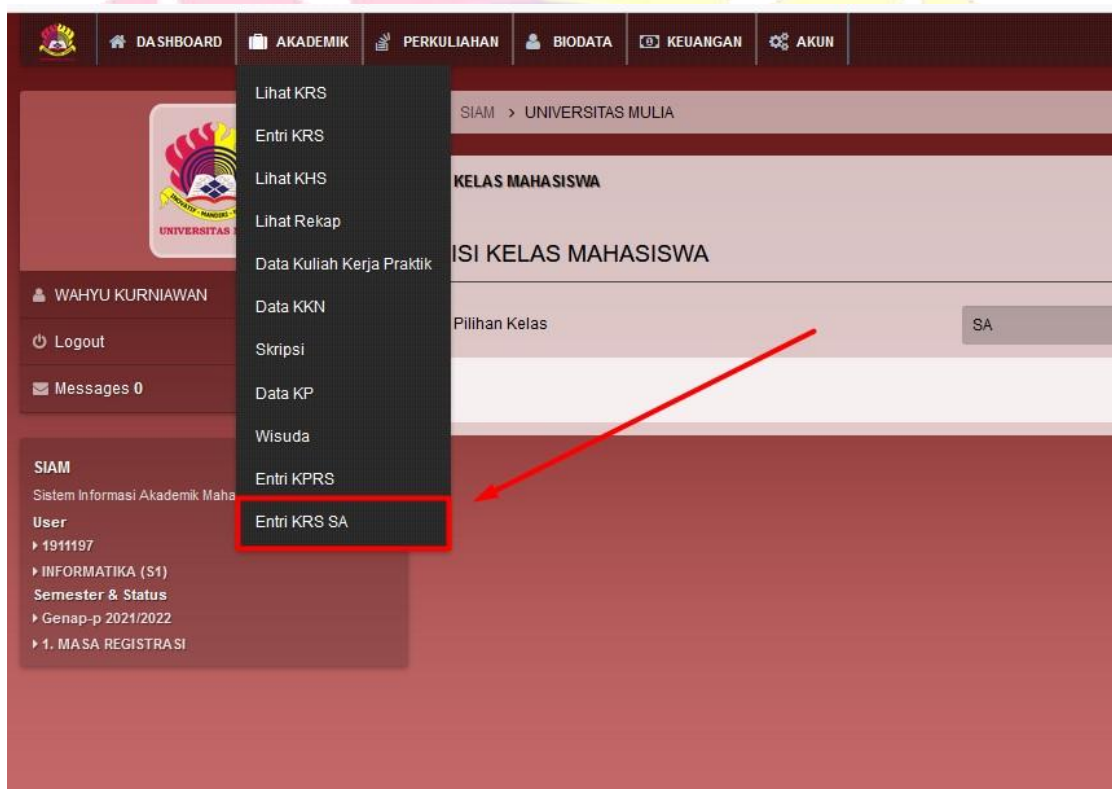 DASHBOARD
AKADEMIK
PERKULIAHAN
BIODATA
KEUANGAN
AKUN
Lihat KRS
Entri KRS
Lihat KHS
Lihat Rekap
Data Kuliah Kerja Praktik
Data KKN
Skripsi
Data KP
Wisuda
Entri KPRS
Entri KRS SA
SIAM > UNIVERSITAS MULIA
KELAS MAHASISWA
ISI KELAS MAHASISWA
Pilihan Kelas
SA
UNIVERSITAS
WAHYU KURNIAWAN
Logout
Messages 0
SIAM
Sistem Informasi Akademik Maha
User
1911197
INFORMATIKA (S1)
Semester & Status
Genap-p 2021/2022
1. MASA REGISTRASI